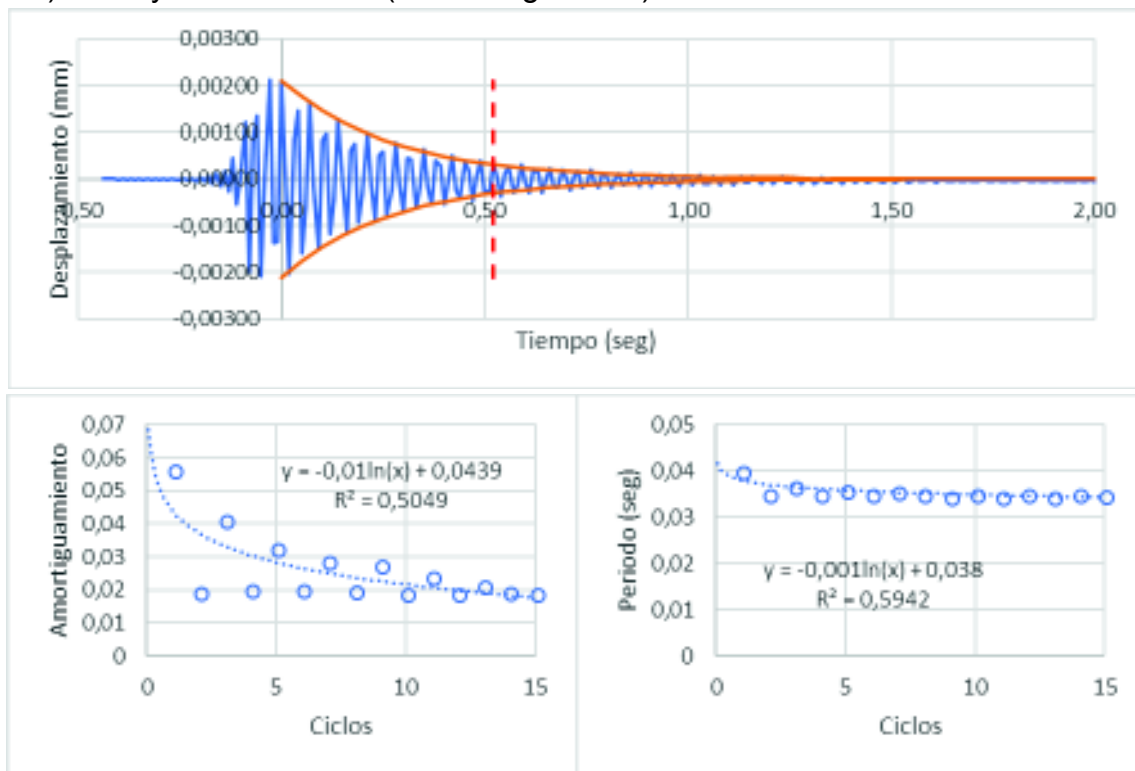 0,00300
0,00200
0,00100
0,00000
-0,00100
-0,00200
-0,00300
Desplazamiento (mm)
0,50 0,00 0,50 1,00 1,50 2,00
Tiempo (seg)
0,07
0,06
0,05
0,04
0,03
0,02
0,01
0
Amortiguamiento
y = -0,01ln(x) + 0,0439
R² = 0,5049
0 5 10 15
Ciclos
0,05
0,04
0,03
0,02
0,01
0
Periodo (seg)
y = -0,001ln(x) + 0,038
R² = 0,5942
0 5 10 15
Ciclos